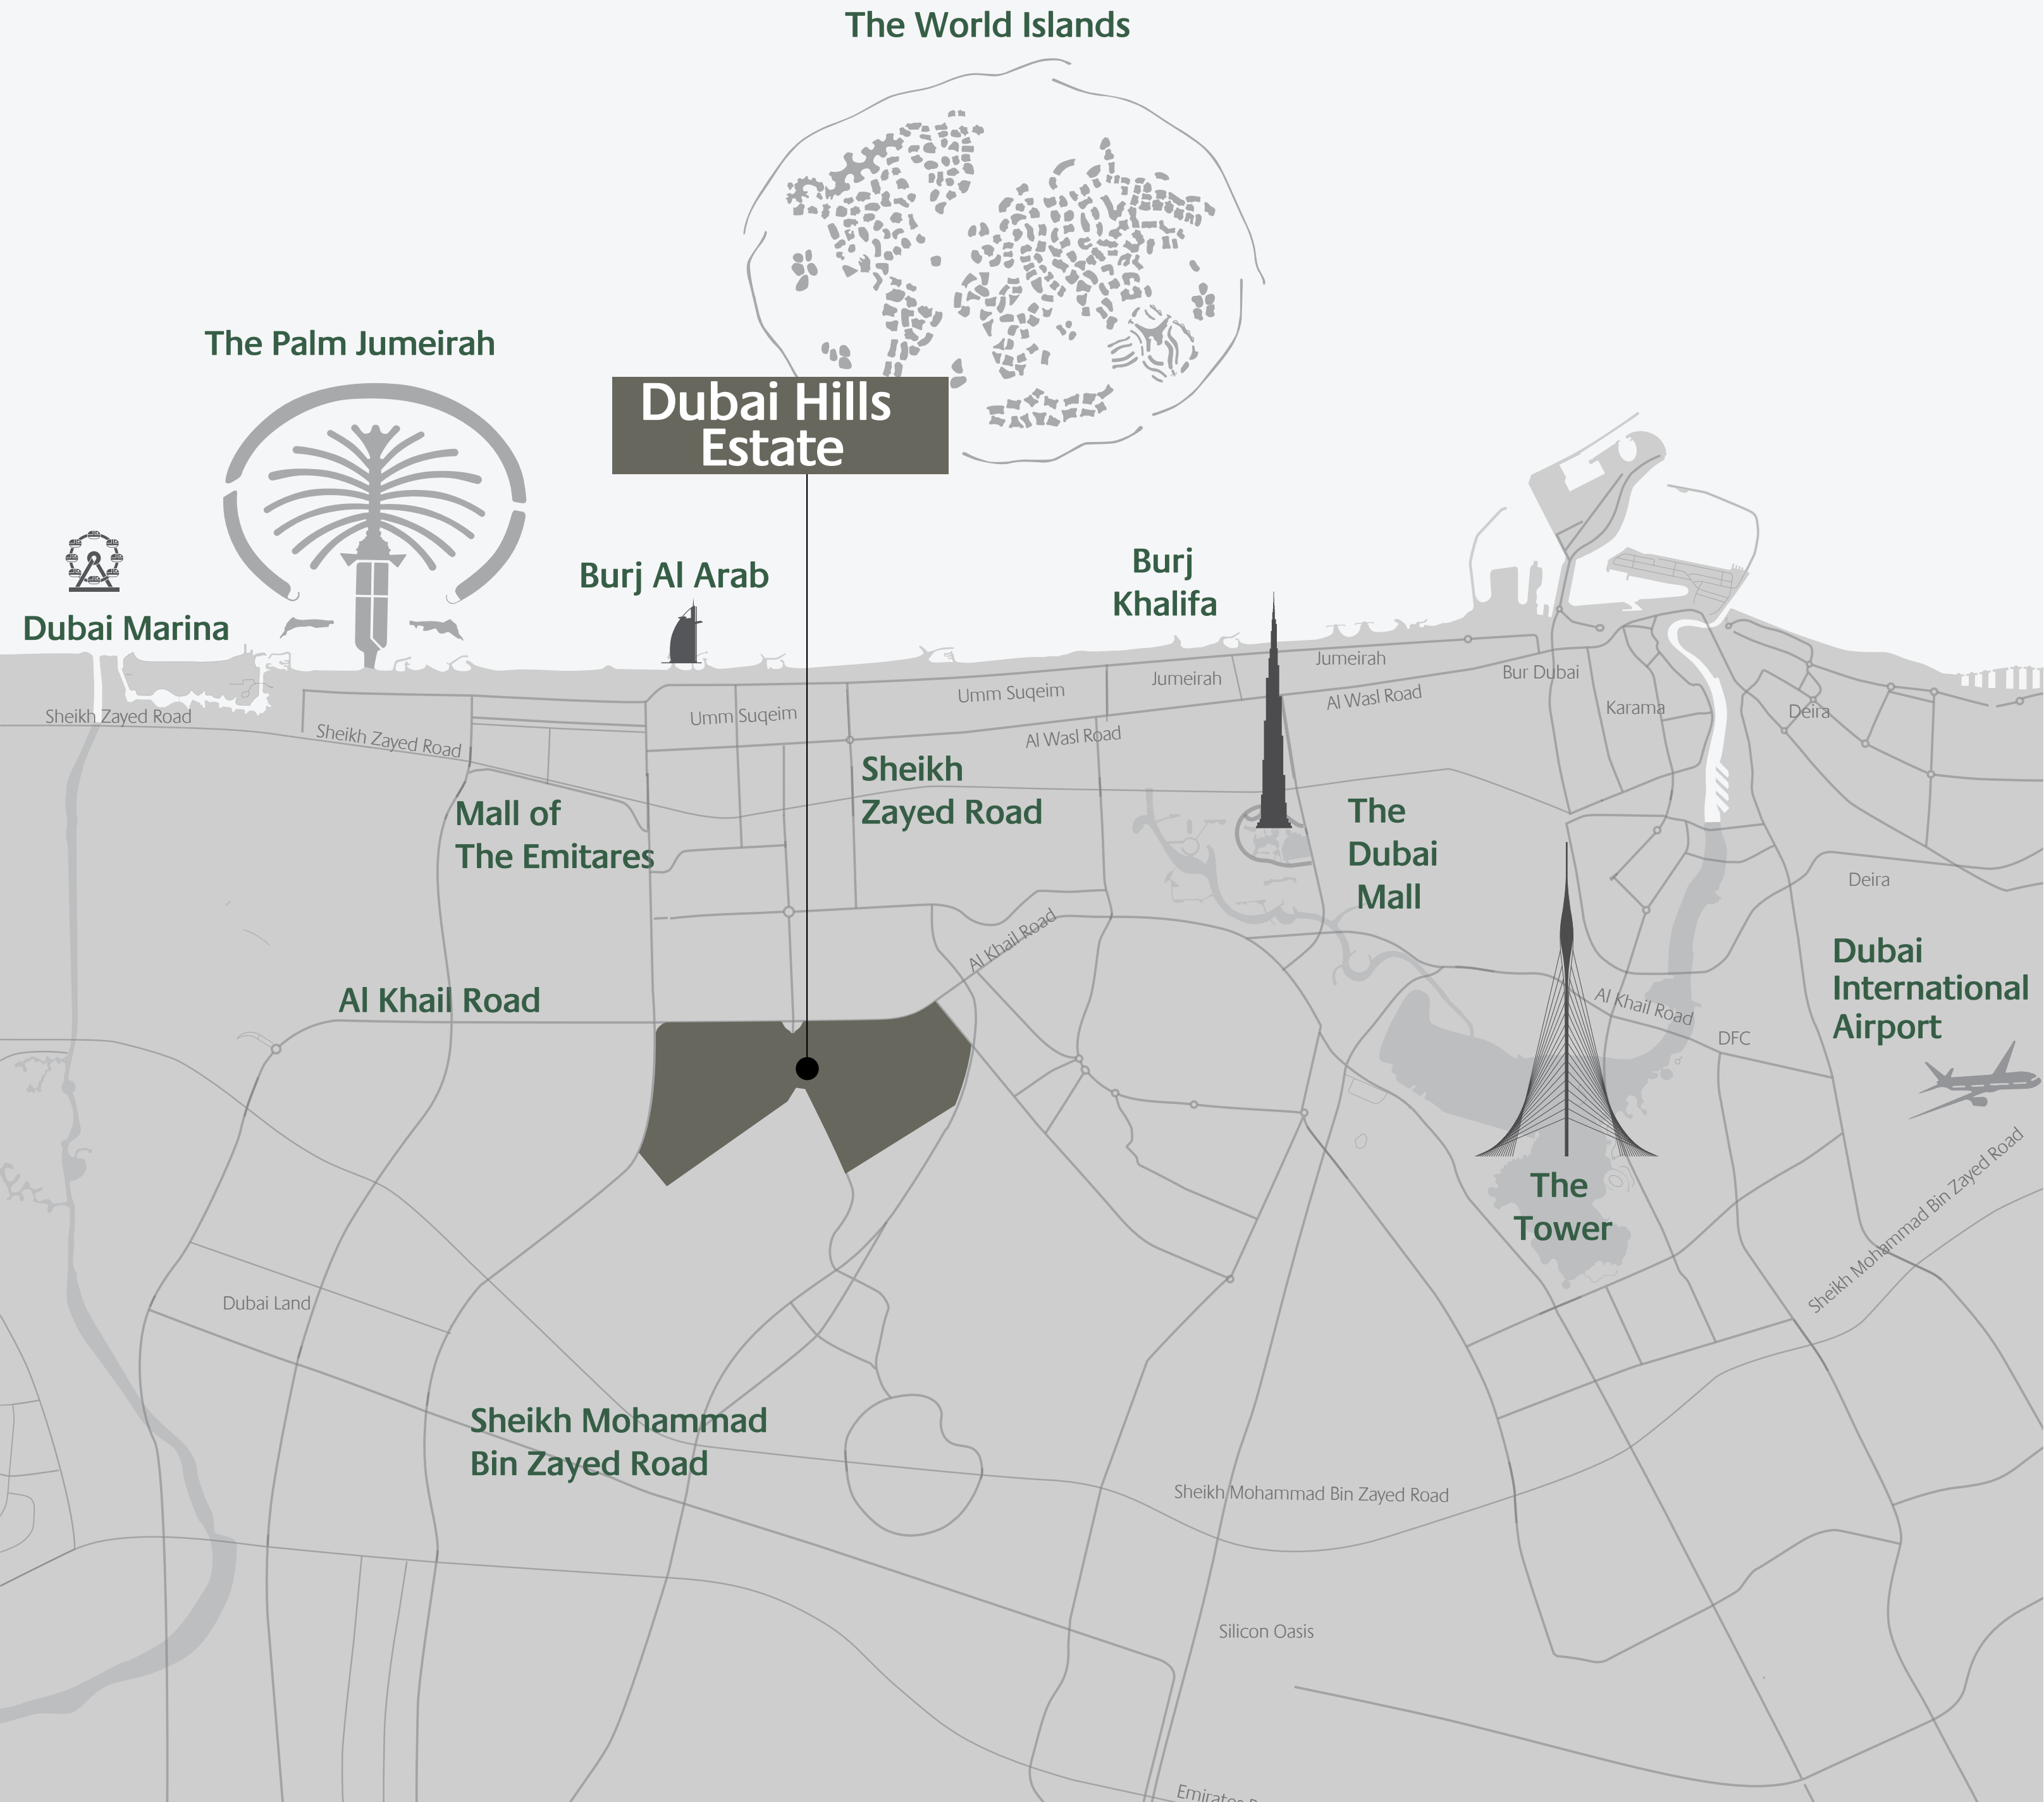 The World Islands
The Palm Jumeirah
Dubai Hills
Estate
Burj Al Arab
Burj
Khalifa
Dubai Marina
Jumeirah
Jumeirah
Bur Dubai
Umm Suqeim
Umm Suqeim
Al Wasl Road
Karama
Deira
Sheikh Zayed Road
Sheikh Zayed Road
Al Wasl Road
Sheikh
Zayed Road
Mall of
The Emitares
The
Dubai
Mall
Deira
Al Khail Road
Dubai
International
Airport
Al Khail Road
Al Khail Road
DFC
The
Tower
Sheikh Mohammad Bin Zayed Road
Dubai Land
Sheikh Mohammad
Bin Zayed Road
Sheikh Mohammad Bin Zayed Road
Silicon Oasis
Emirates